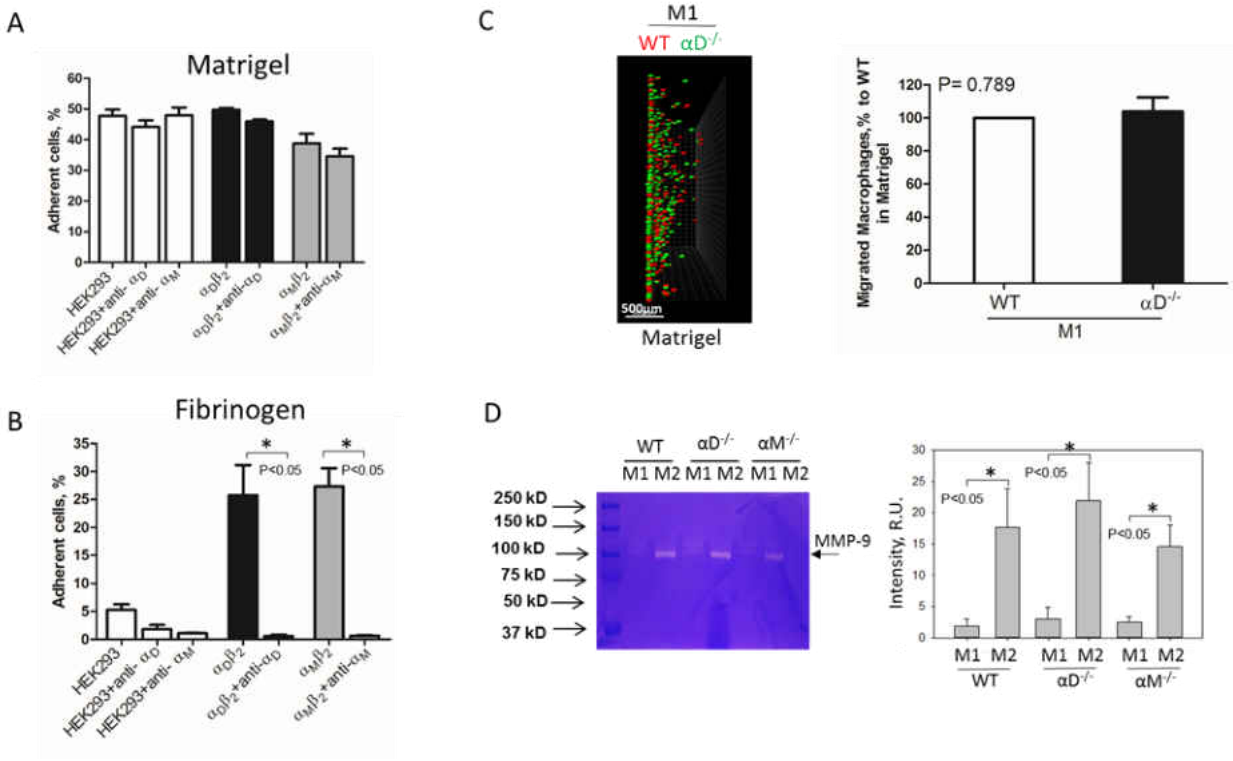 A
Matrigel
Adherent cells, %
60
50
40
30
20
10
0
HEK293
HEK293+anti- αD
HEK293+anti- αM
αDβ2
αDβ2+anti-αD
αMβ2
αMβ2+anti-αM
B
Fibrinogen
Adherent cells, %
35
30
25
20
15
10
5
0
*
P<0.05
*
P<0.05
HEK293
HEK293+anti- αD
HEK293+anti- αM
αDβ2
αDβ2+anti-αD
αMβ2
αMβ2+anti-αM
C
M1
WT αD-/-
500µm
Matrigel
Migrated Macrophages,% to WT
in Matrigel
120
100
80
60
40
20
0
P= 0.789
WT
αD-/-
M1
D
WT αD-/- αM-/-
M1 M2 M1 M2 M1 M2
250 kD
150 kD
100 kD
75 kD
50 kD
37 kD
MMP-9
Intensity, R.U.
30
25
20
15
10
5
0
*
P<0.05
*
P<0.05
*
P<0.05
M1 M2 M1 M2 M1 M2
WT αD-/- αM-/-